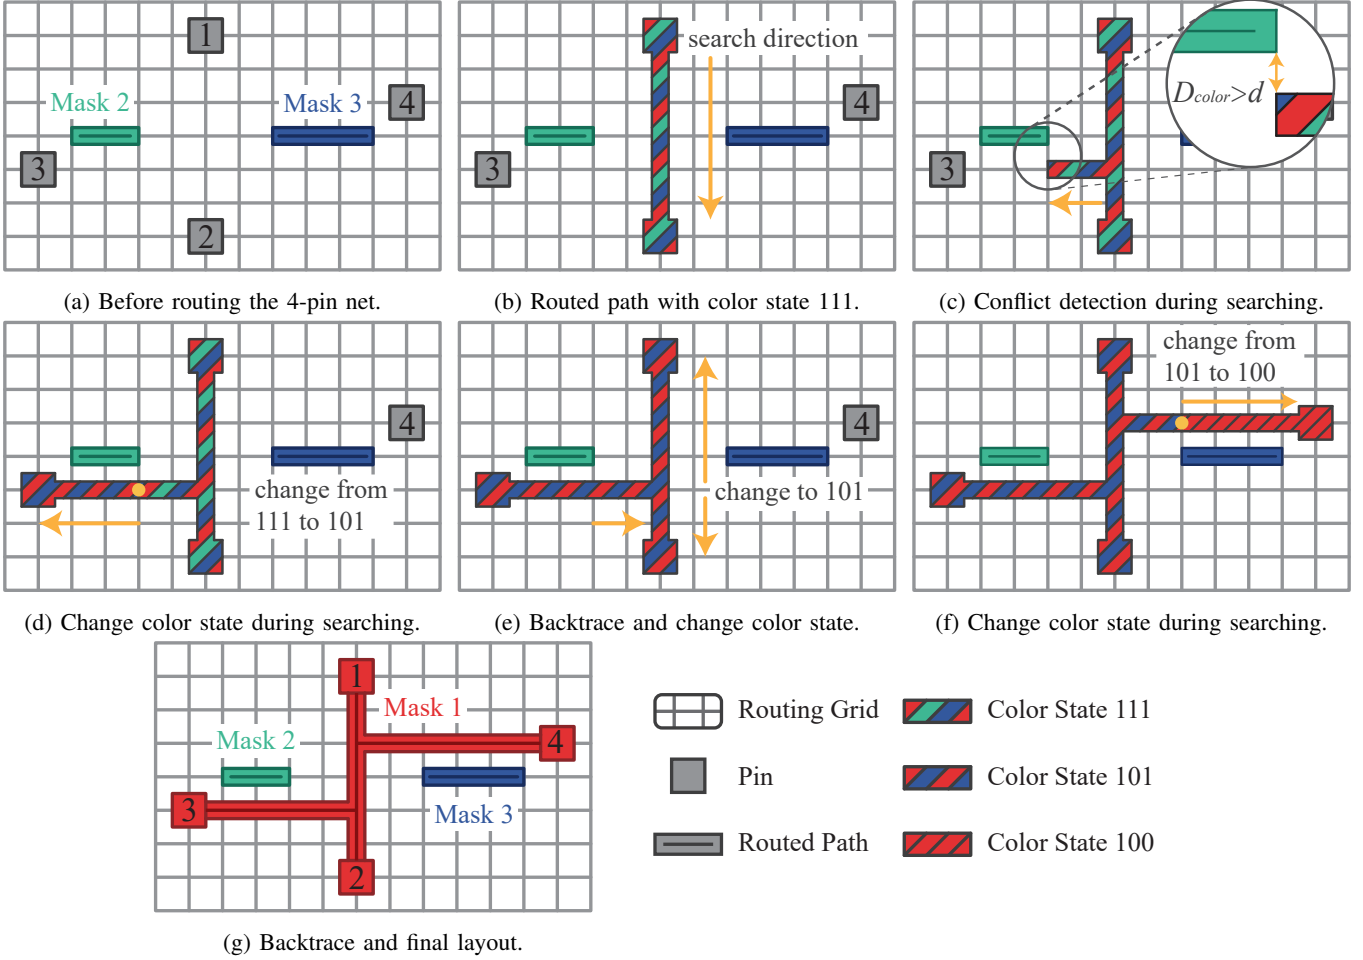 1
Mask 2
Mask 3
4
3
2
(a) Before routing the 4-pin net.
search direction
4
3
(b) Routed path with color state 111.
Dcolor>d
3
(c) Conflict detection during searching.
4
change from
111 to 101
(d) Change color state during searching.
4
change to 101
(e) Backtrace and change color state.
change from
101 to 100
(f) Change color state during searching.
1
Mask 1
Mask 2
4
3
Mask 3
2
(g) Backtrace and final layout.
Routing Grid
Color State 111
Pin
Color State 101
Routed Path
Color State 100